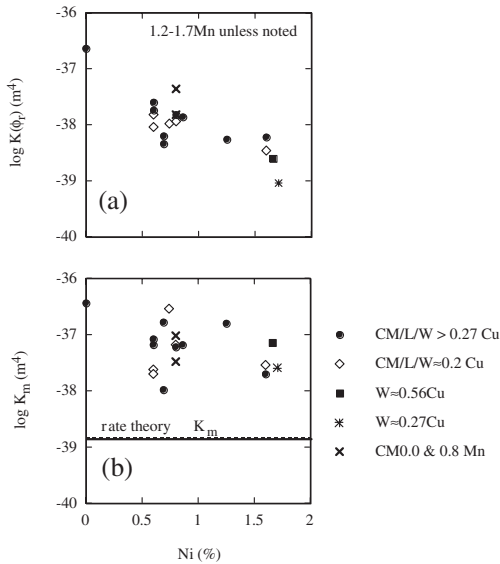 1.2-1.7Mn unless noted
-36
-37
-38
-39
-40
log K(ϕt) (m⁴)
(a)
-36
-37
-38
-39
-40
log Km (m⁴)
rate theory Km
(b)
0 0.5 1 1.5 2
Ni (%)
CM/L/W > 0.27 Cu
CM/L/W≈0.2 Cu
W≈0.56Cu
W≈0.27Cu
CM0.0 & 0.8 Mn